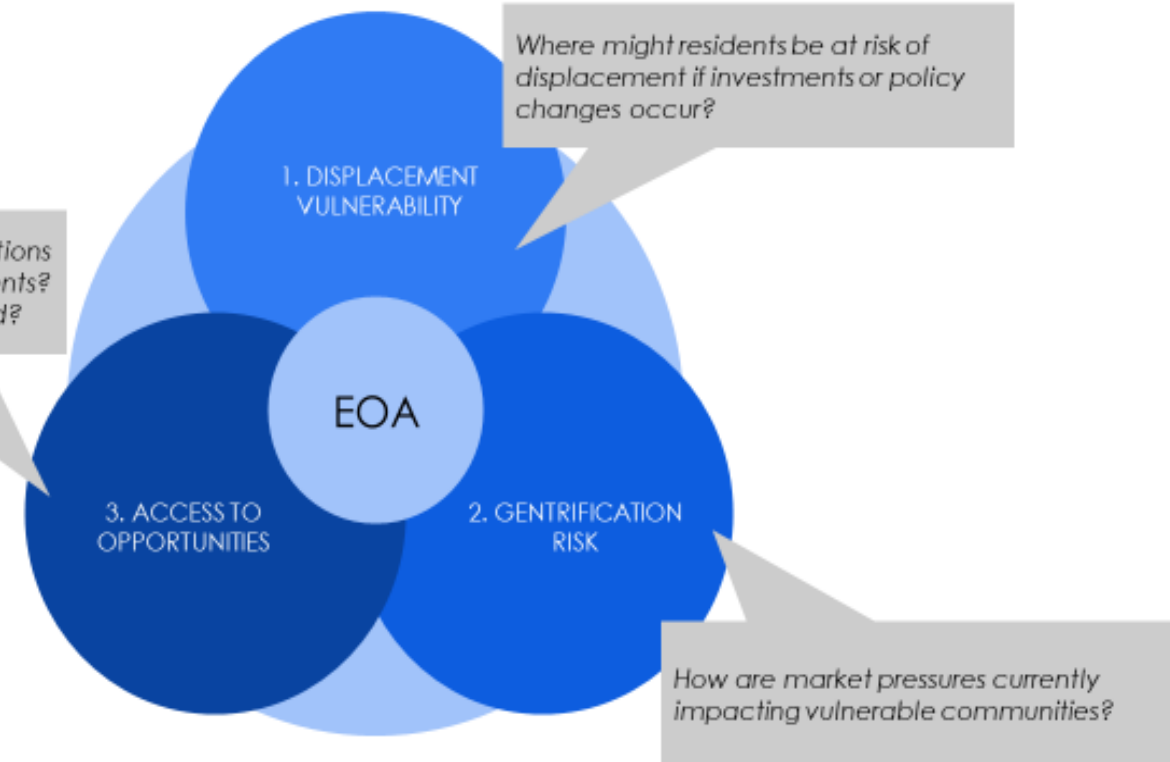 Where might residents be at risk of
displacement if investments or policy
changes occur?
1. DISPLACEMENT
VULNERABILITY
EOA
3. ACCESS TO
OPPORTUNITIES
2. GENTRIFICATION
RISK
How are market pressures currently
impacting vulnerable communities?